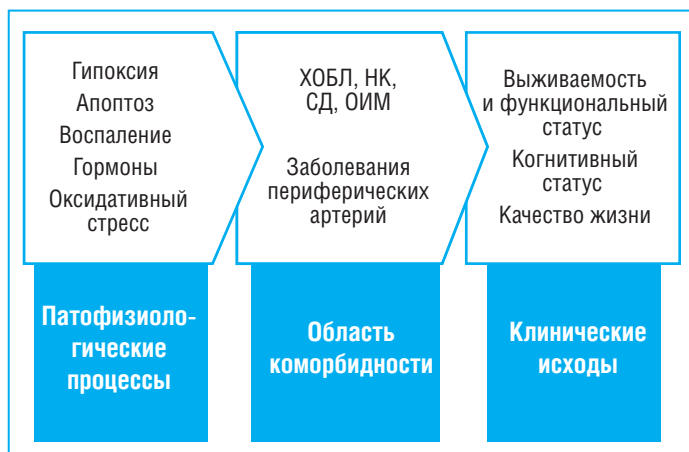 Гипоксия
Апоптоз
Воспаление
Гормоны
Оксидативный
стресс
Патофизиоло-
гические
процессы
ХОБЛ, НК,
СД, ОИМ
Заболевания
периферических
артерий
Область
коморбидности
Выживаемость
и функциональный
статус
Когнитивный
статус
Качество жизни
Клинические
исходы